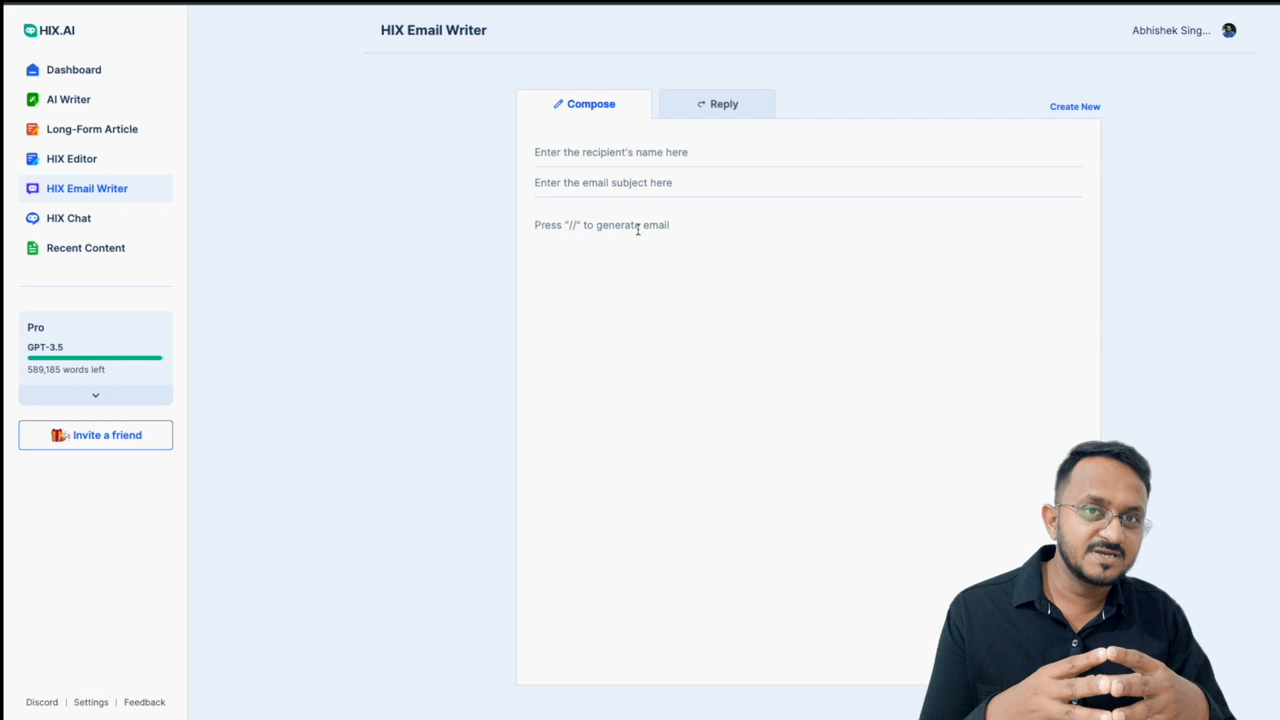 HIX.AI
HIX Email Writer
Abhishek Sing...
Dashboard
AI Writer
Long-Form Article
HIX Editor
HIX Email Writer
HIX Chat
Recent Content
Pro
GPT-3.5
589,185 words left
Invite a friend
Discord | Settings | Feedback
Compose
Reply
Create New
Enter the recipient's name here
Enter the email subject here
Press "//" to generate email